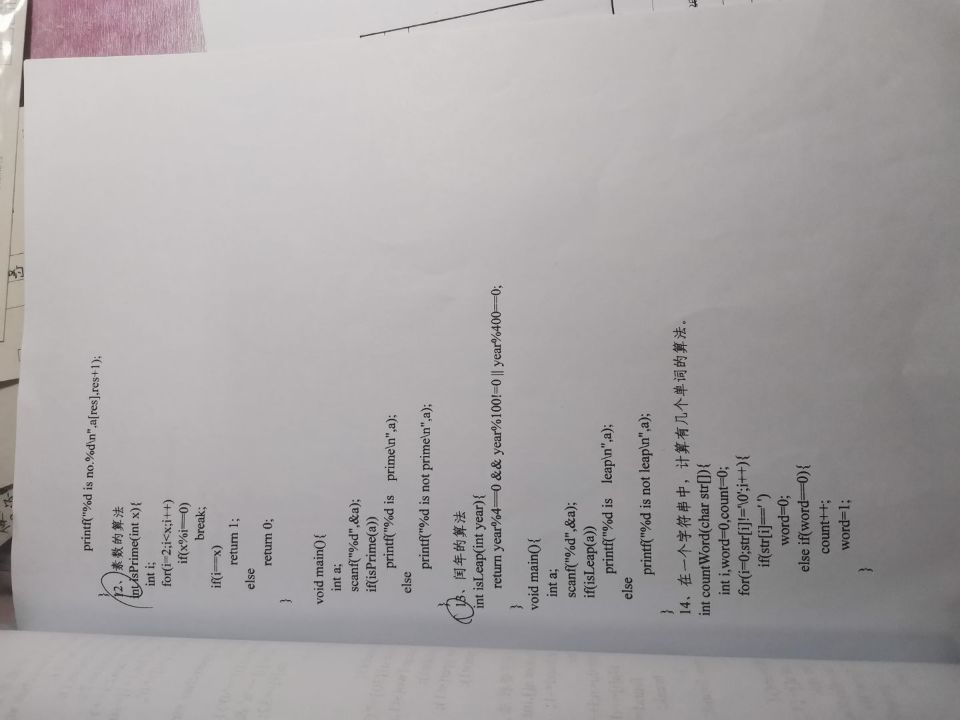 printf("%d is no.%d\n",a[res],res+1);
}
12、素数的算法
int isPrime(int x){
int i;
for(i=2;i<x;i++)
if(x%i==0)
break;
if(i==x)
return 1;
else
return 0;
}
void main(){
int a;
scanf("%d",&a);
if(isPrime(a))
printf("%d is prime\n",a);
else
printf("%d is not prime\n",a);
13、闰年的算法
int isLeap(int year){
return year%4==0 && year%100!=0 || year%400==0;
}
void main(){
int a;
scanf("%d",&a);
if(isLeap(a))
printf("%d is leap\n",a);
else
printf("%d is not leap\n",a);
}
14、在一个字符串中，计算有几个单词的算法。
int countWord(char str[]){
int i,word=0,count=0;
for(i=0;str[i]!='\0';i++){
if(str[i]==' ')
word=0;
else if(word==0){
count++;
word=1;
}